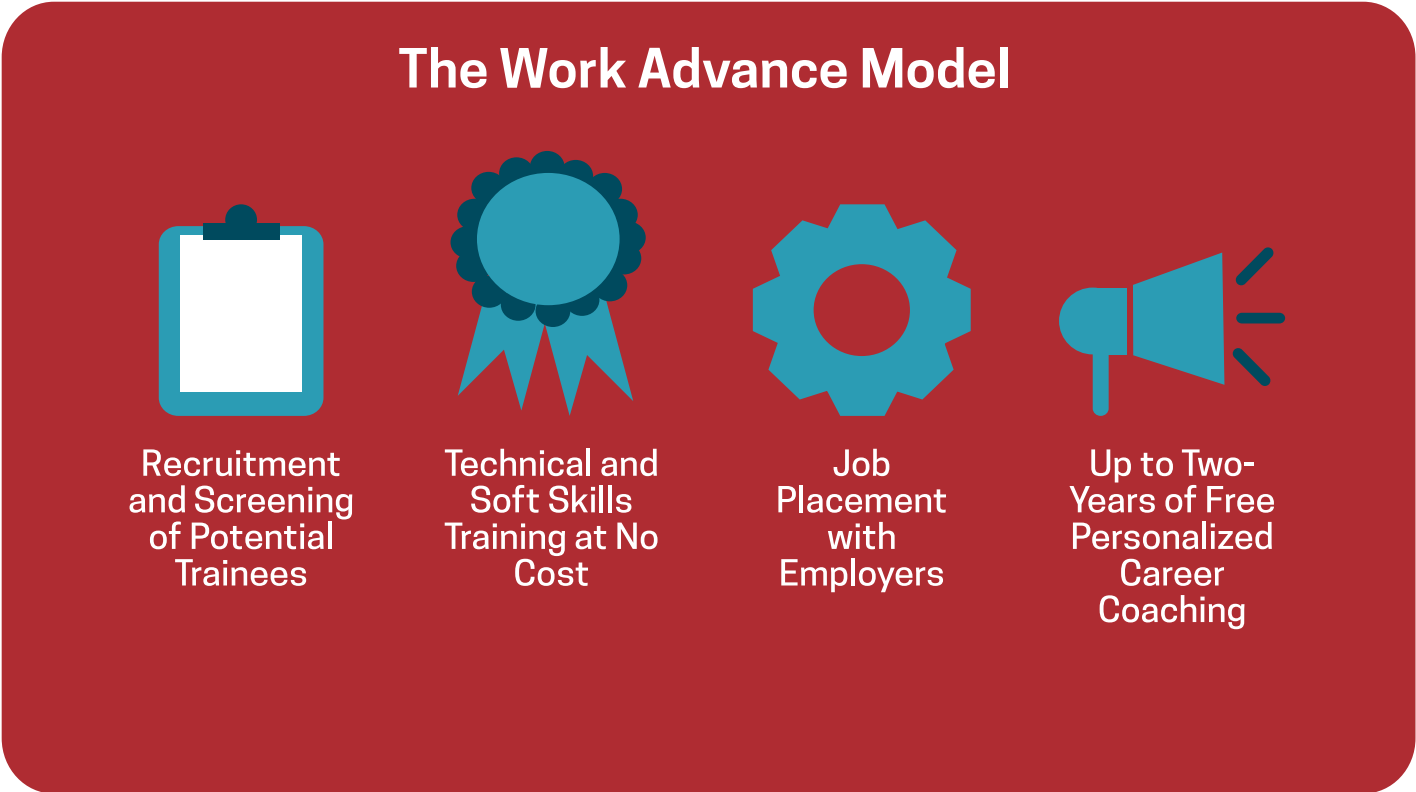 The Work Advance Model
Recruitment
and Screening
of Potential
Trainees
Technical and
Soft Skills
Training at No
Cost
Job
Placement
with
Employers
Up to Two-
Years of Free
Personalized
Career
Coaching